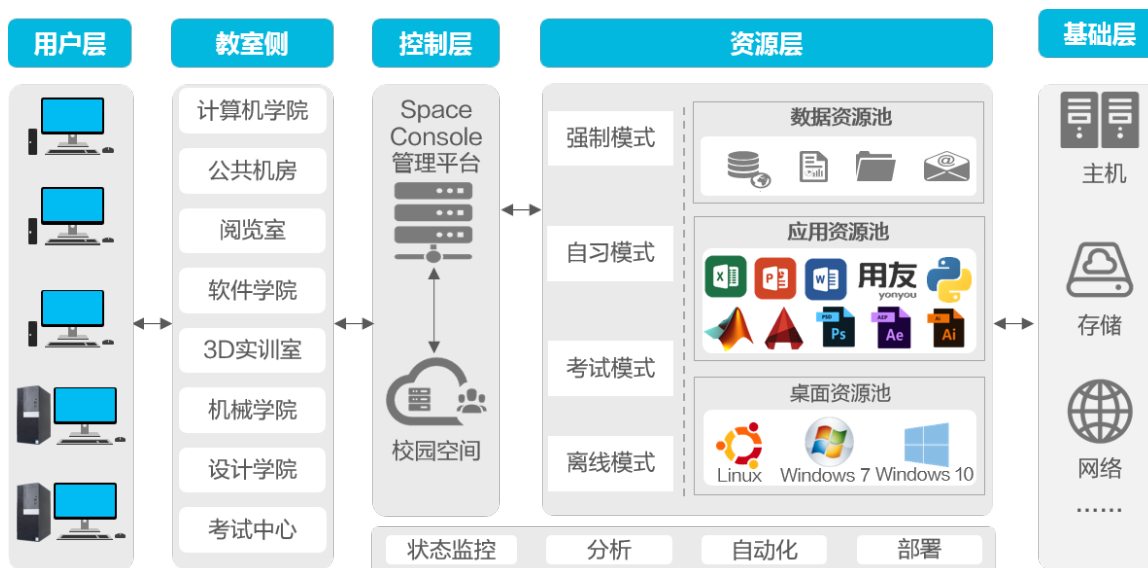 用户层
教室侧
控制层
资源层
基础层
计算机学院
公共机房
阅览室
软件学院
3D实训室
机械学院
设计学院
考试中心
Space
Console
管理平台
校园空间
强制模式
自习模式
考试模式
离线模式
数据资源池
@
应用资源池
X
P
W
用友
yonyou
PSD
Ps
AEP
Ae
Ai
Ai
桌面资源池
Linux
Windows 7
Windows 10
主机
存储
网络
......
状态监控
分析
自动化
部署